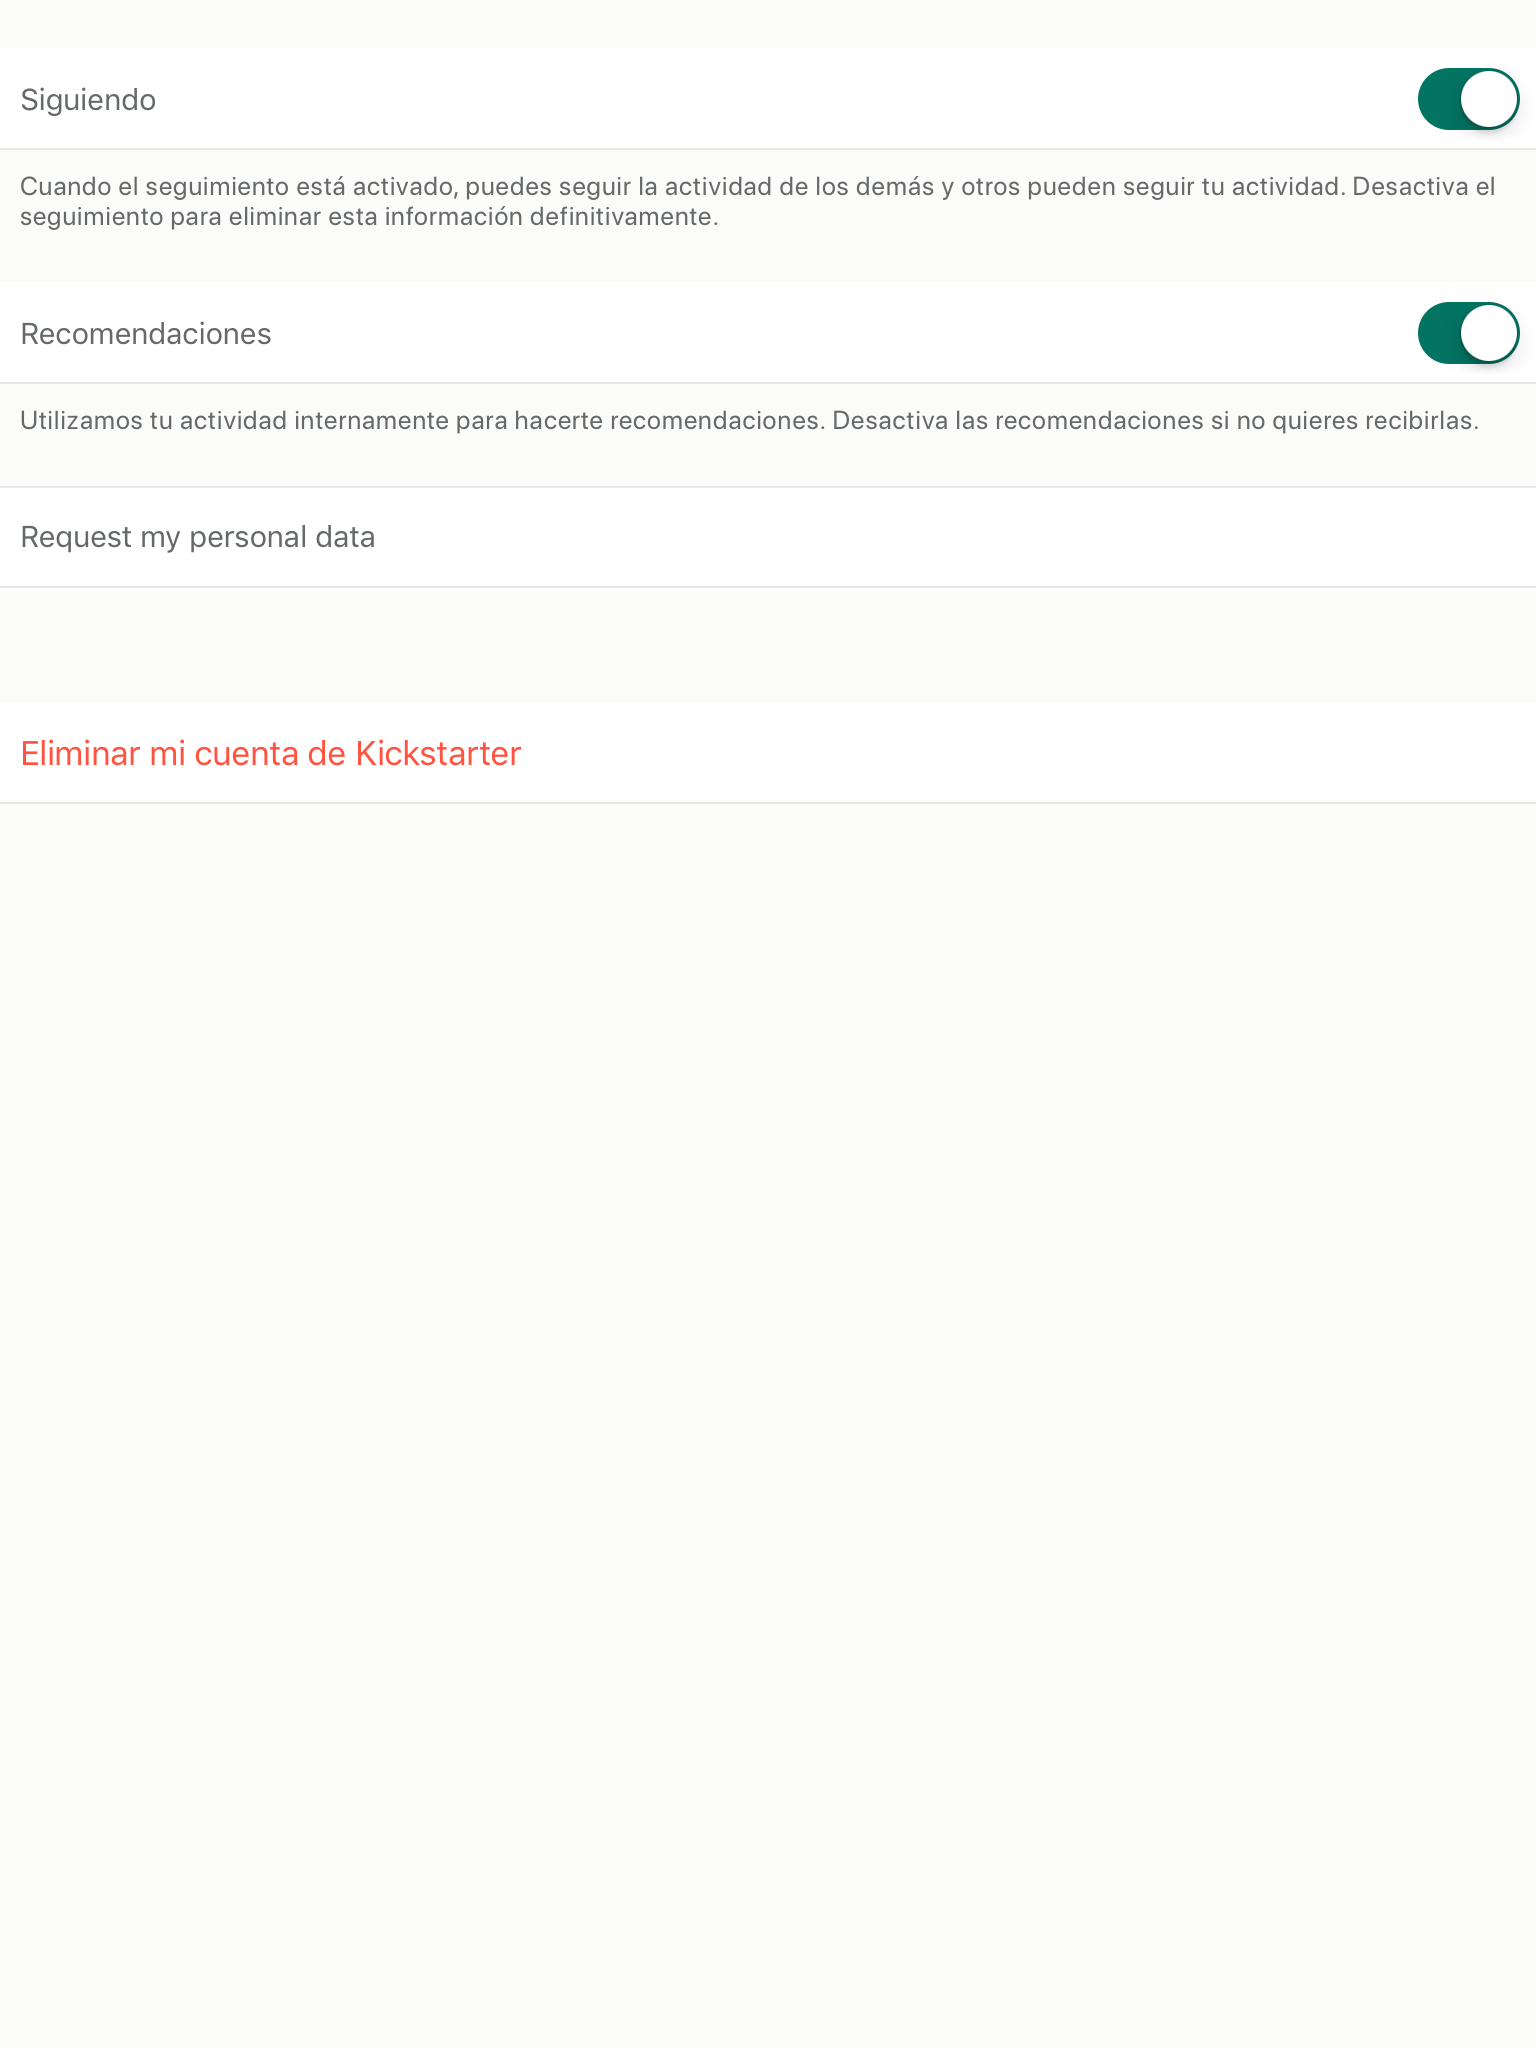 Siguiendo
Cuando el seguimiento está activado, puedes seguir la actividad de los demás y otros pueden seguir tu actividad. Desactiva el
seguimiento para eliminar esta información definitivamente.
Recomendaciones
Utilizamos tu actividad internamente para hacerte recomendaciones. Desactiva las recomendaciones si no quieres recibirlas.
Request my personal data
Eliminar mi cuenta de Kickstarter